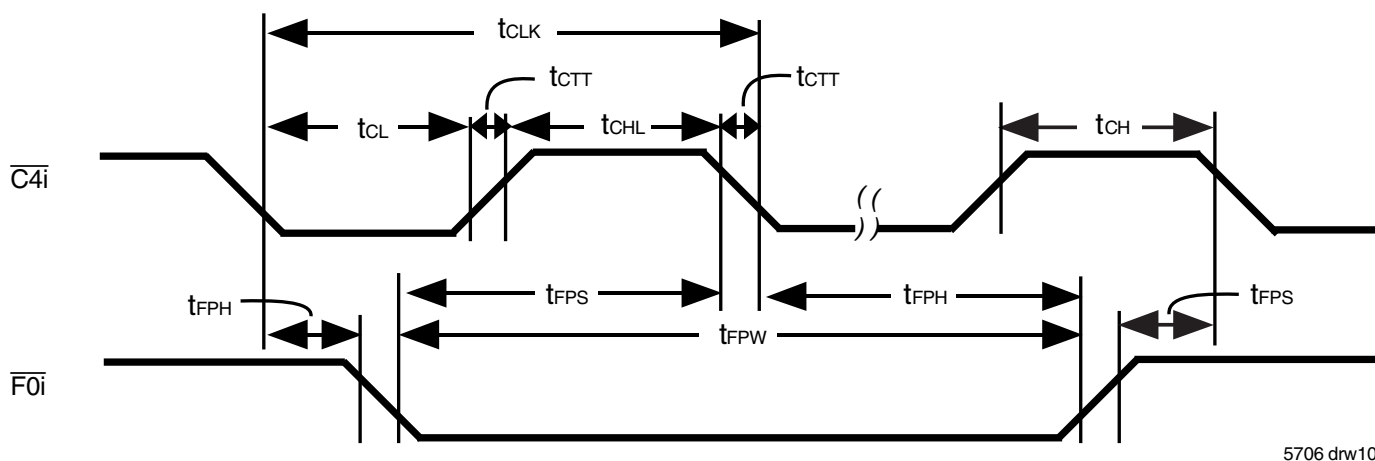 tCLK
tCTT
tCTT
tCL
tCHL
tCH
C4i
tFPH
tFPS
tFPH
tFPS
tFPW
F0i
5706 drw10